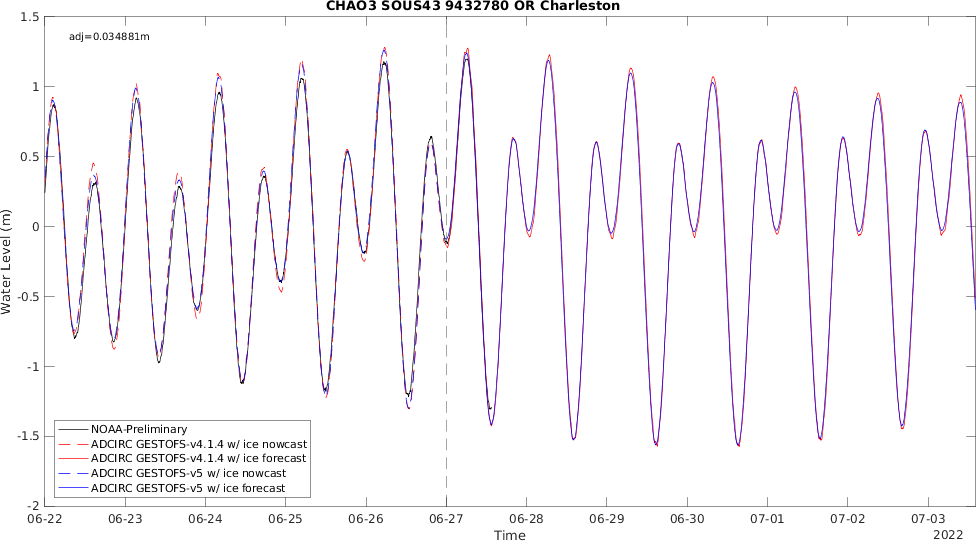 CHAO3 SOUS43 9432780 OR Charleston
1.5
adj=0.034881m
1
0.5
0
-0.5
-1
-1.5
-2
Water Level (m)
NOAA-Preliminary
ADCIRC GESTOFS-v4.1.4 w/ ice nowcast
ADCIRC GESTOFS-v4.1.4 w/ ice forecast
ADCIRC GESTOFS-v5 w/ ice nowcast
ADCIRC GESTOFS-v5 w/ ice forecast
06-22 06-23 06-24 06-25 06-26 06-27 06-28 06-29 06-30 07-01 07-02 07-03
Time
2022